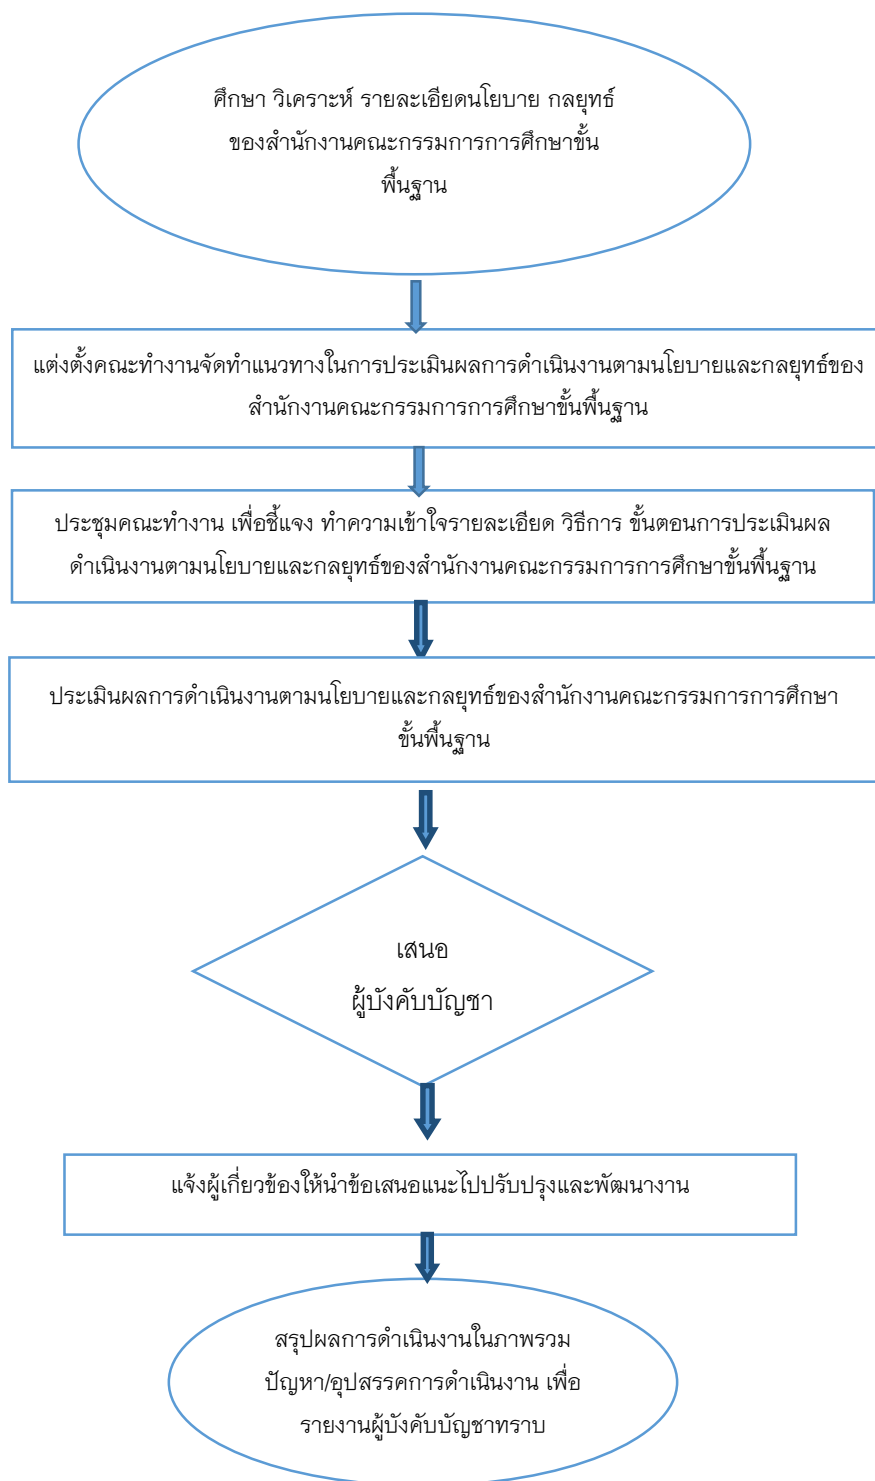 ศึกษา วิเคราะห์ รายละเอียดนโยบาย กลยุทธ์
ของสำนักงานคณะกรรมการการศึกษาขั้น
พื้นฐาน
แต่งตั้งคณะทำงานจัดทำแนวทางในการประเมินผลการดำเนินงานตามนโยบายและกลยุทธ์ของ
สำนักงานคณะกรรมการการศึกษาขั้นพื้นฐาน
ประชุมคณะทำงาน เพื่อชี้แจง ทำความเข้าใจรายละเอียด วิธีการ ขั้นตอนการประเมินผล
ดำเนินงานตามนโยบายและกลยุทธ์ของสำนักงานคณะกรรมการการศึกษาขั้นพื้นฐาน
ประเมินผลการดำเนินงานตามนโยบายและกลยุทธ์ของสำนักงานคณะกรรมการการศึกษา
ขั้นพื้นฐาน
เสนอ
ผู้บังคับบัญชา
แจ้งผู้เกี่ยวข้องให้นำข้อเสนอแนะไปปรับปรุงและพัฒนางาน
สรุปผลการดำเนินงานในภาพรวม
ปัญหา/อุปสรรคการดำเนินงาน เพื่อ
รายงานผู้บังคับบัญชาทราบ